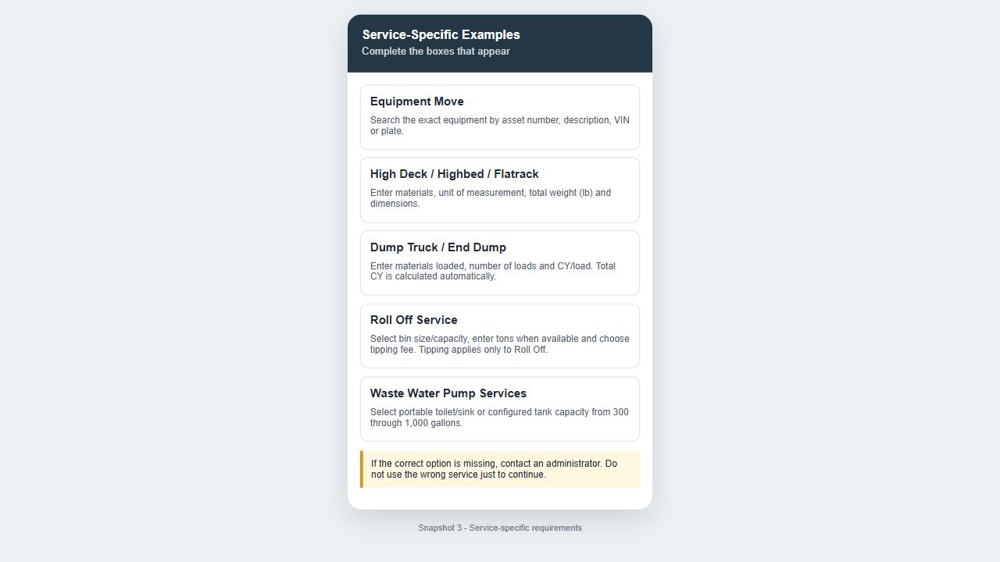 Service-Specific Examples
Complete the boxes that appear
Equipment Move
Search the exact equipment by asset number, description, VIN
or plate.
High Deck / Highbed / Flatrack
Enter materials, unit of measurement, total weight (lb) and
dimensions.
Dump Truck / End Dump
Enter materials loaded, number of loads and CY/load. Total
CY is calculated automatically.
Roll Off Service
Select bin size/capacity, enter tons when available and choose
tipping fee. Tipping applies only to Roll Off.
Waste Water Pump Services
Select portable toilet/sink or configured tank capacity from 300
through 1,000 gallons.
If the correct option is missing, contact an administrator. Do
not use the wrong service just to continue.
Snapshot 3 - Service-specific requirements